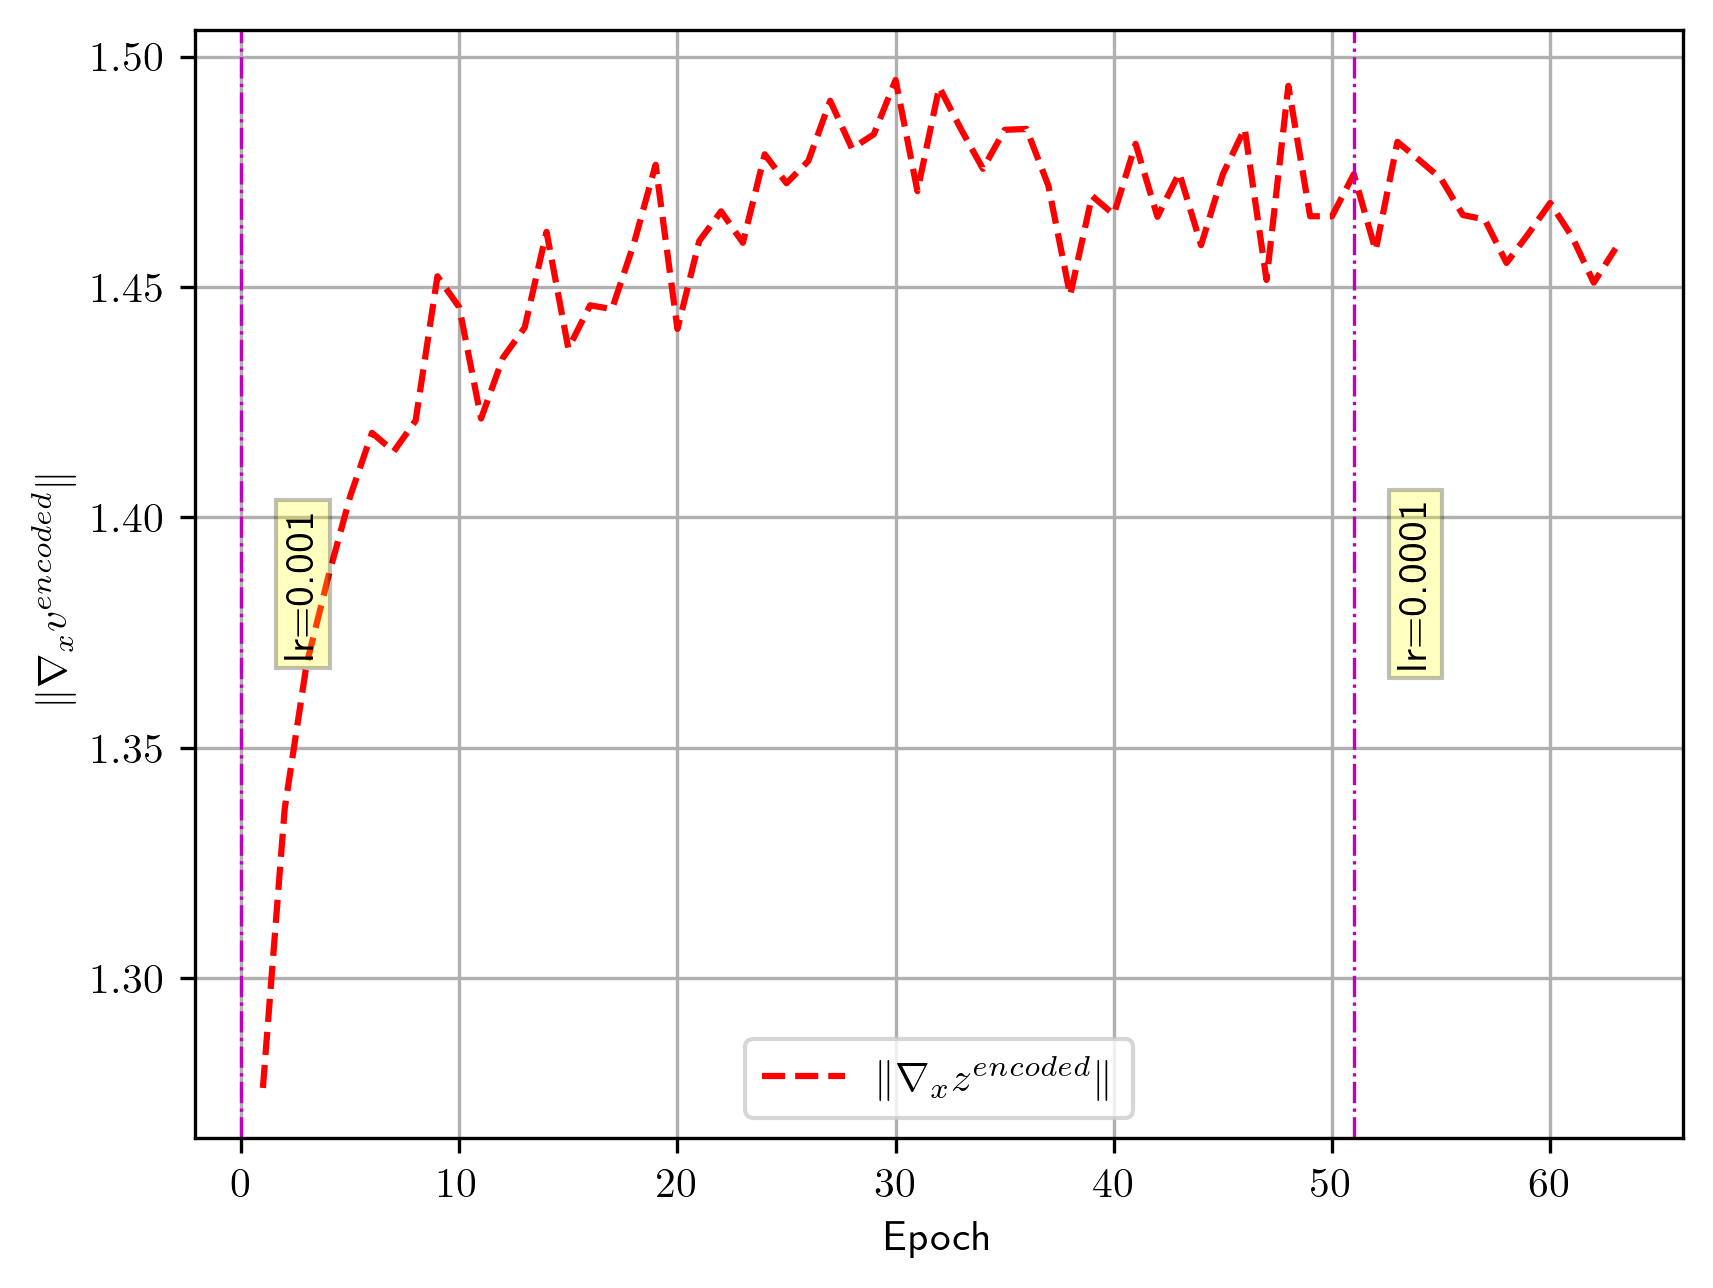 1.50
1.45
1.40
1.35
1.30
‖∇ₓv^{encoded}‖
lr=0.001
lr=0.0001
‖∇ₓz^{encoded}‖
0 10 20 30 40 50 60
Epoch